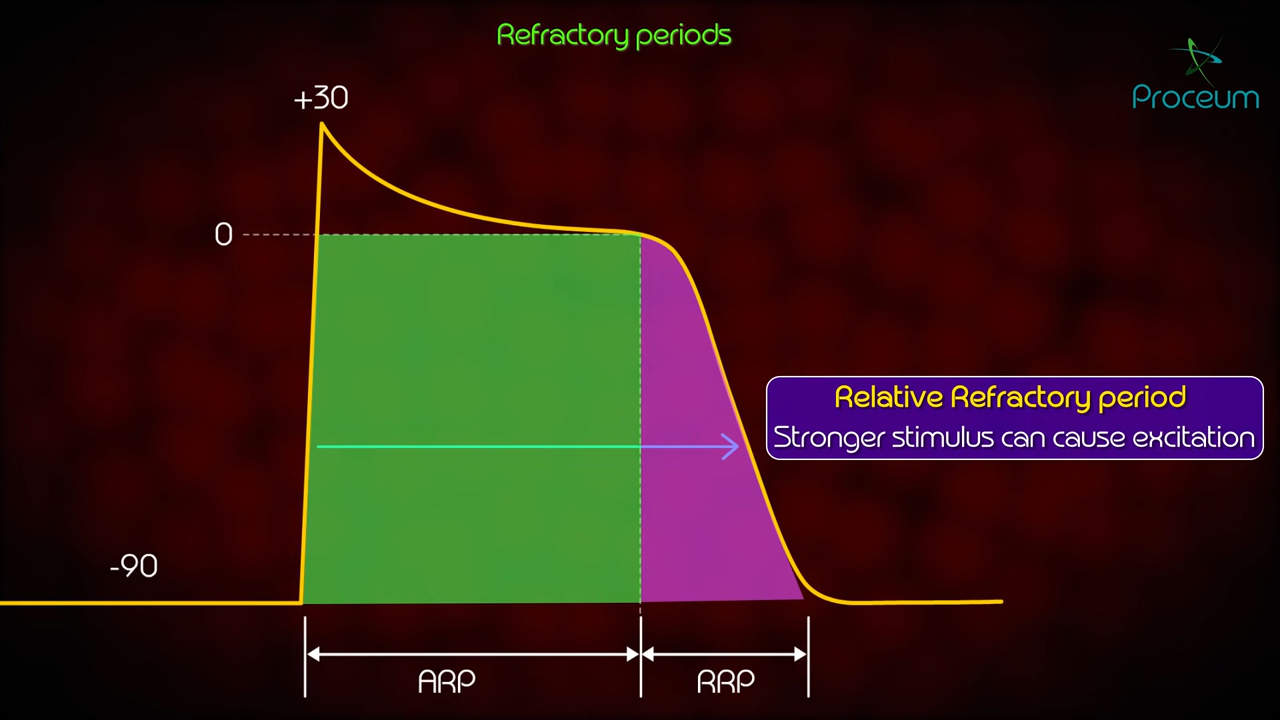 Refractory periods
Proceum
+30
0
Relative Refractory period
Stronger stimulus can cause excitation
-90
ARP
RRP